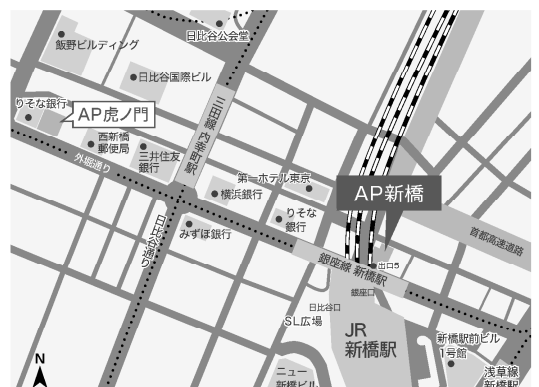 日比谷公会堂
飯野ビルディング
日比谷国際ビル
りそな銀行
AP虎ノ門
三田線 内幸町駅
西新橋
郵便局
三井住友
銀行
外堀通り
第一ホテル東京
横浜銀行
AP新橋
りそな
銀行
日比谷通り
みずほ銀行
首都高速道路
銀座線 新橋駅
出口5
銀座口
日比谷口
SL広場
JR
新橋駅
新橋駅前ビル
1号館
N
ニュー
新橋ビル
浅草線
新橋駅